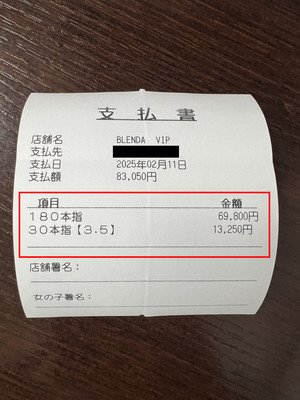 支払書
店舗名 BLENDA VIP
支払先
支払日 2025年02月11日
支払額 83,050円
項目 金額
180本指 69,800円
30本指【3.5】 13,250円
店舗署名：
女の子署名：